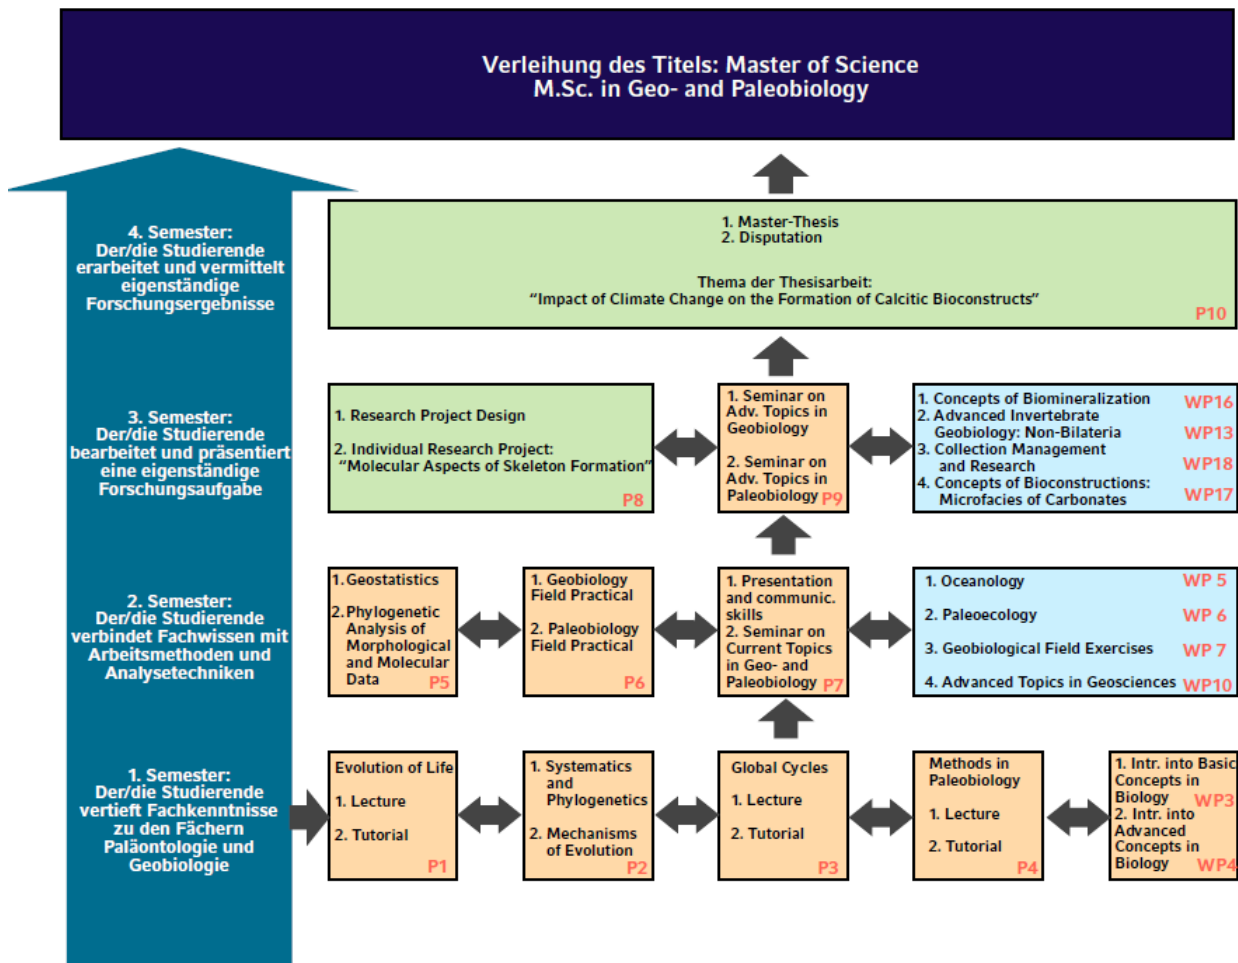 Verleihung des Titels: Master of Science
M.Sc. in Geo- and Paleobiology
4. Semester:
Der/die Studierende
erarbeitet und vermittelt
eigenständige
Forschungsergebnisse
1. Master-Thesis
2. Disputation
Thema der Thesisarbeit:
“Impact of Climate Change on the Formation of Calcitic Bioconstructs”
P10
3. Semester:
Der/die Studierende
bearbeitet und präsentiert
eine eigenständige
Forschungsaufgabe
1. Research Project Design
2. Individual Research Project:
“Molecular Aspects of Skeleton Formation”
P8
1. Seminar on
Adv. Topics in
Geobiology
2. Seminar on
Adv. Topics in
Paleobiology P9
1. Concepts of Biomineralization WP16
2. Advanced Invertebrate
Geobiology: Non-Bilateria WP13
3. Collection Management
and Research WP18
4. Concepts of Bioconstructions:
Microfacies of Carbonates WP17
2. Semester:
Der/die Studierende
verbindet Fachwissen mit
Arbeitsmethoden und
Analysetechniken
1. Geostatistics
2. Phylogenetic
Analysis of
Morphological
and Molecular
Data P5
1. Geobiology
Field Practical
2. Paleobiology
Field Practical
P6
1. Presentation
and communic.
skills
2. Seminar on
Current Topics
in Geo- and
Paleobiology P7
1. Oceanology WP 5
2. Paleoecology WP 6
3. Geobiological Field Exercises WP 7
4. Advanced Topics in Geosciences WP10
1. Semester:
Der/die Studierende
vertieft Fachkenntnisse
zu den Fächern
Paläontologie und
Geobiologie
Evolution of Life
1. Lecture
2. Tutorial
P1
1. Systematics
and
Phylogenetics
2. Mechanisms
of Evolution
P2
Global Cycles
1. Lecture
2. Tutorial
P3
Methods in
Paleobiology
1. Lecture
2. Tutorial
P4
1. Intr. into Basic
Concepts in
Biology WP3
2. Intr. into
Advanced
Concepts in
Biology WP4